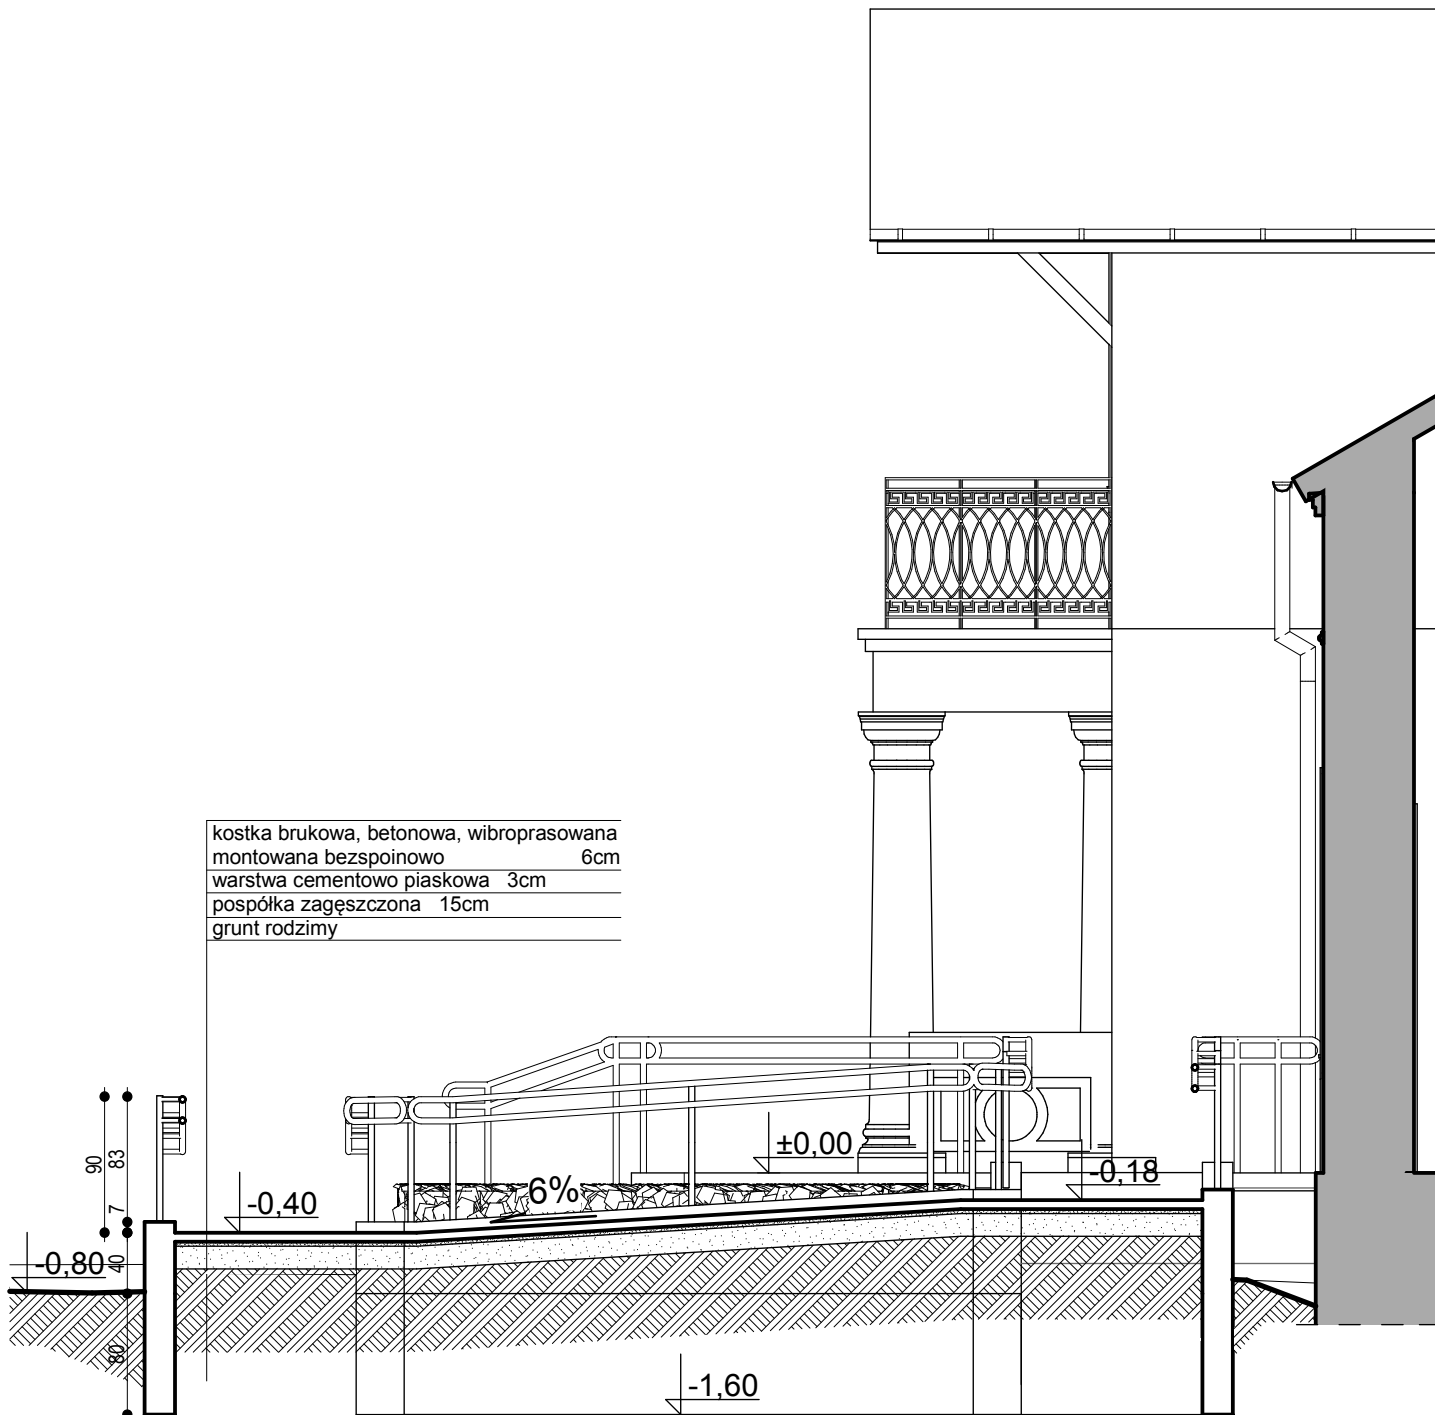 kostka brukowa, betonowa, wibroprasowana
montowana bezspoinowo 6cm
warstwa cementowo piaskowa 3cm
pospółka zagęszczona 15cm
grunt rodzimy
±0,00
-0,18
6%
-0,40
-0,80
90
83
7
40
80
-1,60